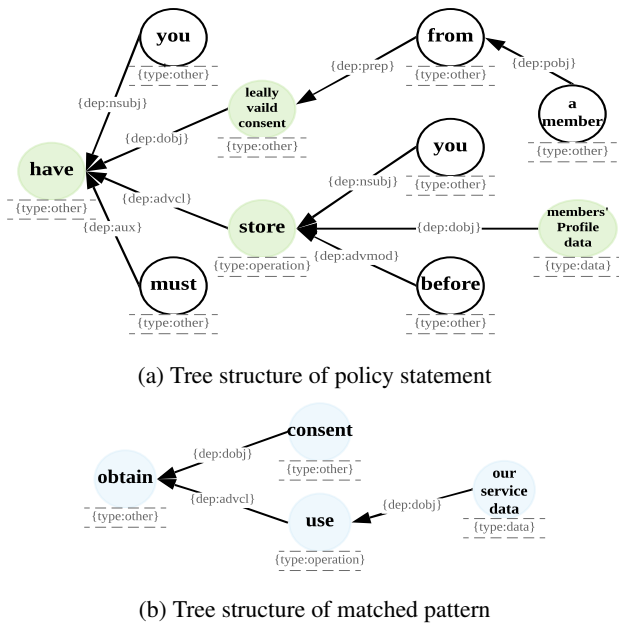 you
{type:other}
from
{type:other}
{dep:prep}
{dep:pobj}
{dep:nsubj}
leally
vaild
consent
{type:other}
a
member
{type:other}
{dep:dobj}
you
{type:other}
have
{type:other}
{dep:nsubj}
{dep:advcl}
store
{type:operation}
{dep:dobj}
members'
Profile
data
{type:data}
{dep:aux}
{dep:advmod}
must
{type:other}
before
{type:other}
(a) Tree structure of policy statement
consent
{type:other}
{dep:dobj}
obtain
{type:other}
our
service
data
{type:data}
{dep:advcl}
{dep:dobj}
use
{type:operation}
(b) Tree structure of matched pattern